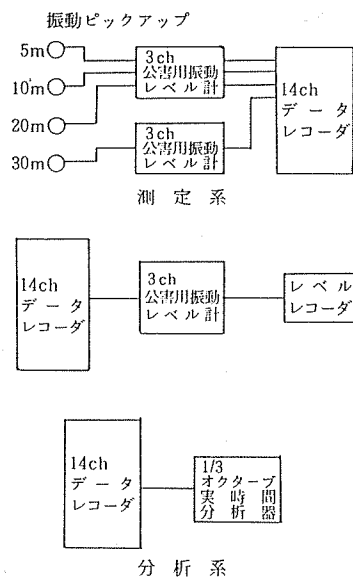 振動ピックアップ
5m
10m
20m
30m
3ch
公害用振動
レベル計
3ch
公害用振動
レベル計
14ch
データ
レコーダ
測定系
14ch
データ
レコーダ
3ch
公害用振動
レベル計
レベル
レコーダ
14ch
データ
レコーダ
1/3
オクターブ
実時間
分析器
分析系